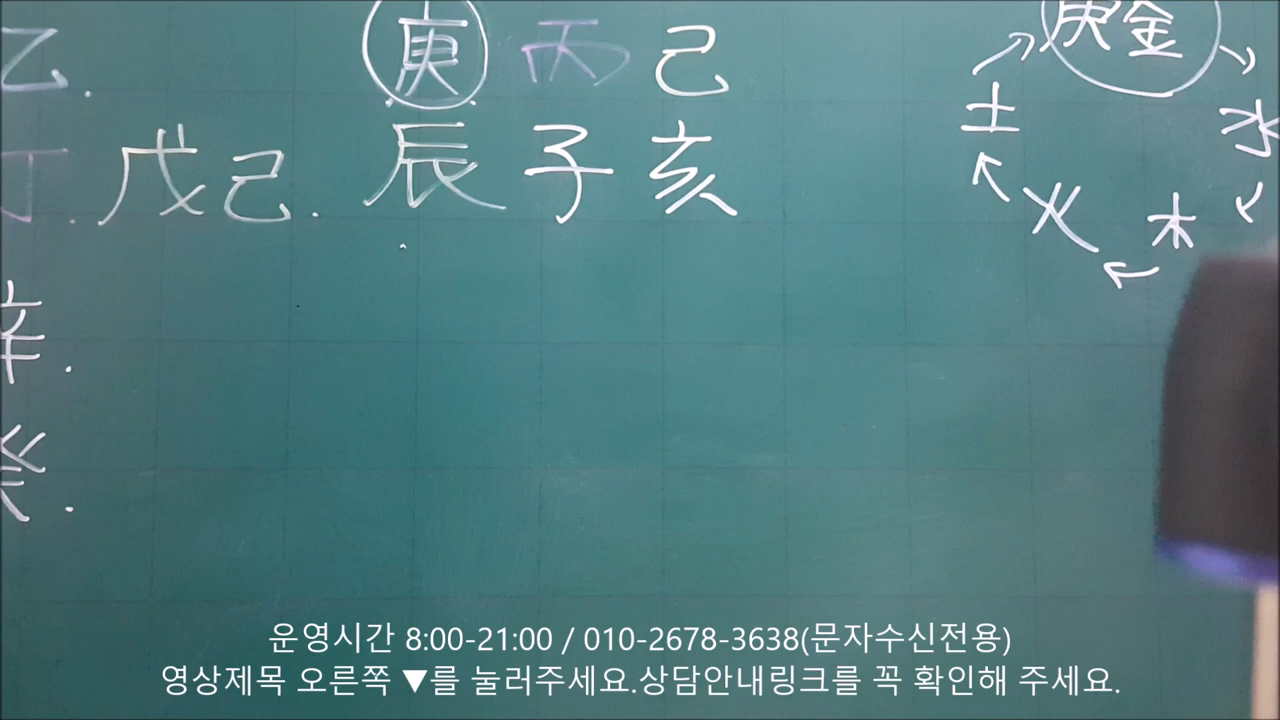 乙.
庚 丙 己
丁. 戊己. 辰 子 亥
辛.
癸.
庚金
土 水
火 木
운영시간 8:00-21:00 / 010-2678-3638(문자수신전용)
영상제목 오른쪽 ▼를 눌러주세요.상담안내링크를 꼭 확인해 주세요.